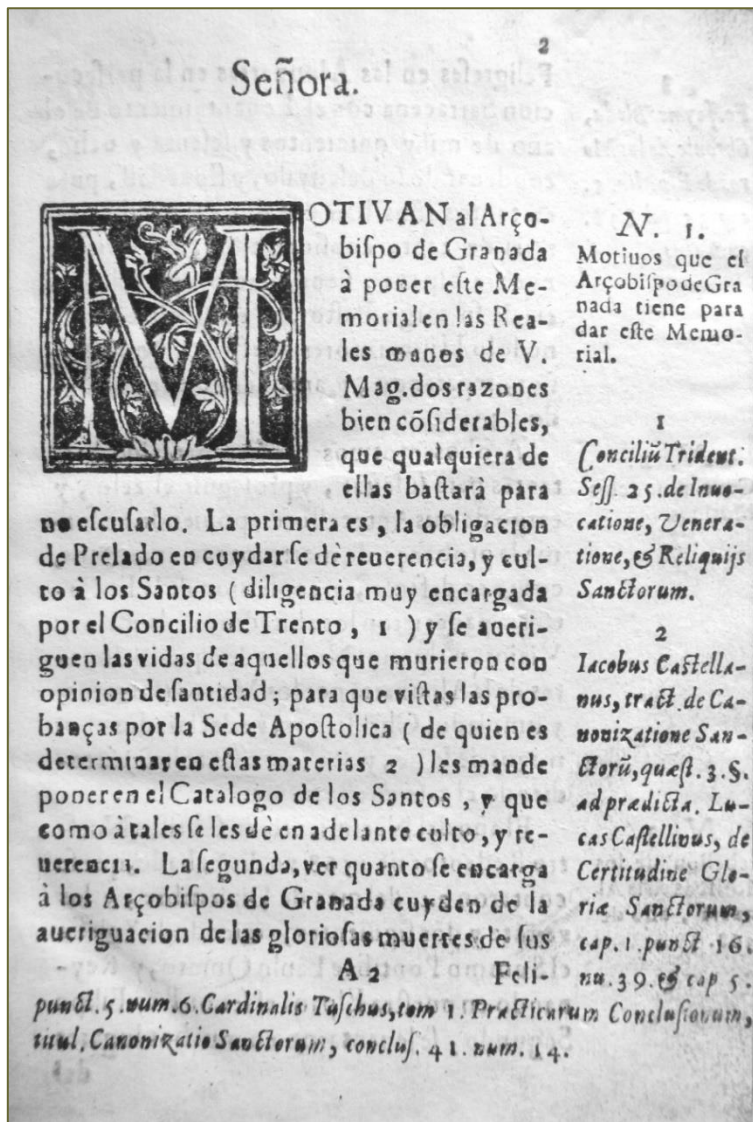 2
Señora.
MOTIVAN al Arço-
bispo de Granada
à poner este Me-
morial en las Rea-
les manos de V.
Mag. dos razones
bien cõsiderables,
que qualquiera de
ellas bastarà para
no escusarlo. La primera es, la obligacion
de Prelado en cuydar se dè reuerencia, y cul-
to à los Santos ( diligencia muy encargada
por el Concilio de Trento, 1 ) y se aueri-
guen las vidas de aquellos que murieron con
opinion de santidad; para que vistas las pro-
banças por la Sede Apostolica ( de quien es
determinar en estas materias 2 ) les mande
poner en el Catalogo de los Santos, y que
como à tales se les dè en adelante culto, y re-
uerencia. La segunda, ver quanto se encarga
à los Arçobispos de Granada cuyden de la
aueriguacion de las gloriosas muertes de sus
A 2 Feli-
N. 1.
Motiuos que el
Arçobispo de Gra
nada tiene para
dar este Memo-
rial.
1
Conciliũ Trident.
Sess. 25. de Inuo-
catione, Venera-
tione, & Reliquijs
Sanctorum.
2
Iacobus Castella-
nus, tract. de Ca-
nonizatione San-
ctorũ, quæst. 3. §.
ad prædicta. Lu-
cas Castellinus, de
Certitudine Glo-
riæ Sanctorum,
cap. 1. punct 16.
nu. 39. & cap 5.
punct. 5. num. 6. Cardinalis Tuschus, tom 1. Practicarum Conclusionum,
titul. Canonizatio Sanctorum, conclus. 41. num. 14.